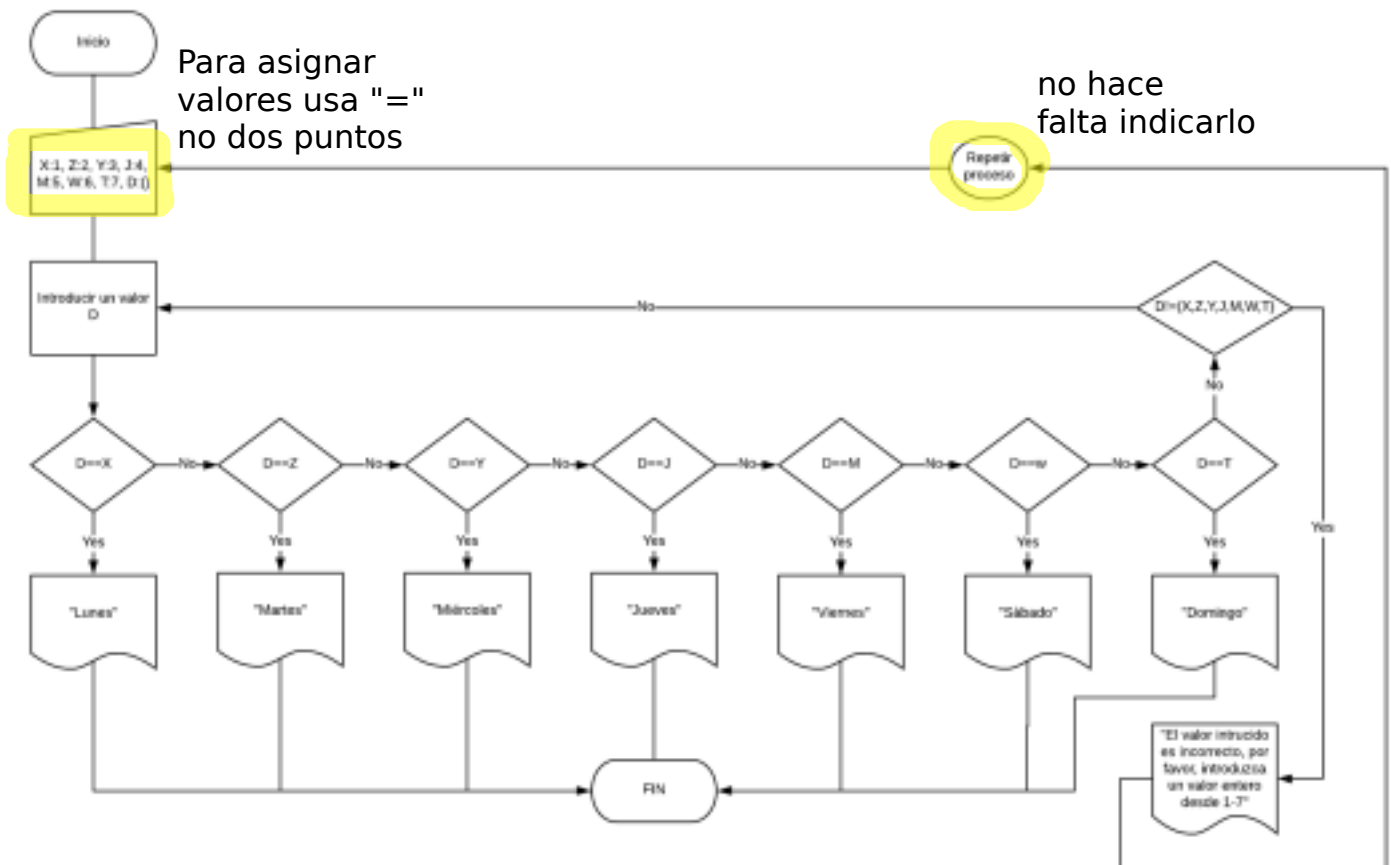 Inicio
Para asignar
valores usa "="
no dos puntos
no hace
falta indicarlo
X:1, Z:2, Y:3, J:4,
M:5, W:6, T:7, D:()
Repetir
proceso
Introducir un valor
D
No
D!=(X,Z,Y,J,M,W,T)
No
D==X
No
D==Z
No
D==Y
No
D==J
No
D==M
No
D==w
No
D==T
Yes
Yes
Yes
Yes
Yes
Yes
Yes
Yes
"Lunes"
"Martes"
"Miércoles"
"Jueves"
"Viernes"
"Sábado"
"Domingo"
FIN
"El valor intrucido
es incorrecto, por
favor, introduzca
un valor entero
desde 1-7"